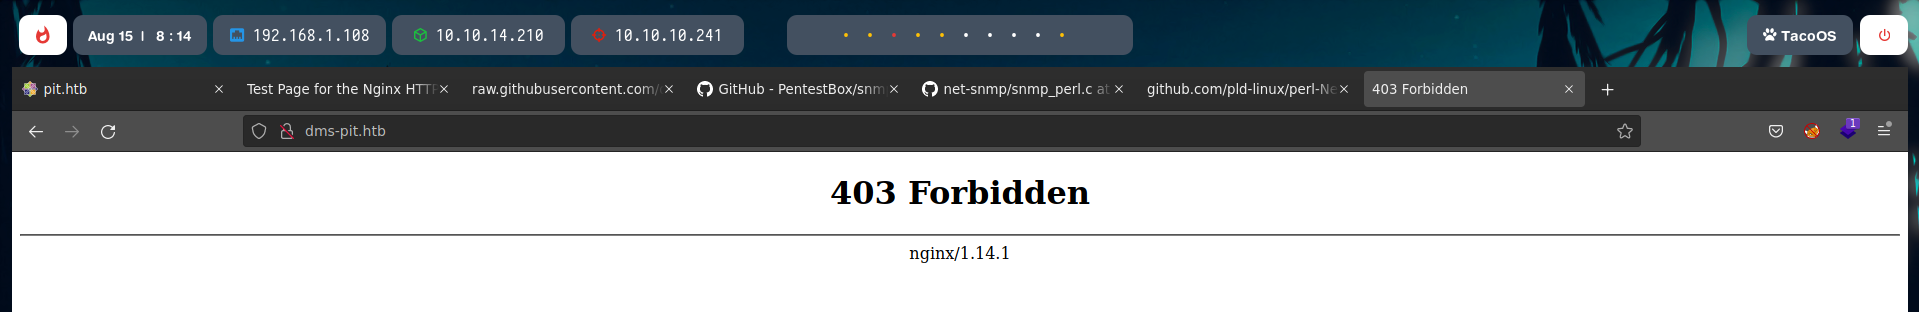 Aug 15 | 8 : 14 192.168.1.108 10.10.14.210 10.10.10.241 TacoOS
pit.htb Test Page for the Nginx HTTP raw.githubusercontent.com/ GitHub - PentestBox/snm net-snmp/snmp_perl.c at github.com/pld-linux/perl-Ne 403 Forbidden
dms-pit.htb 1
403 Forbidden
nginx/1.14.1